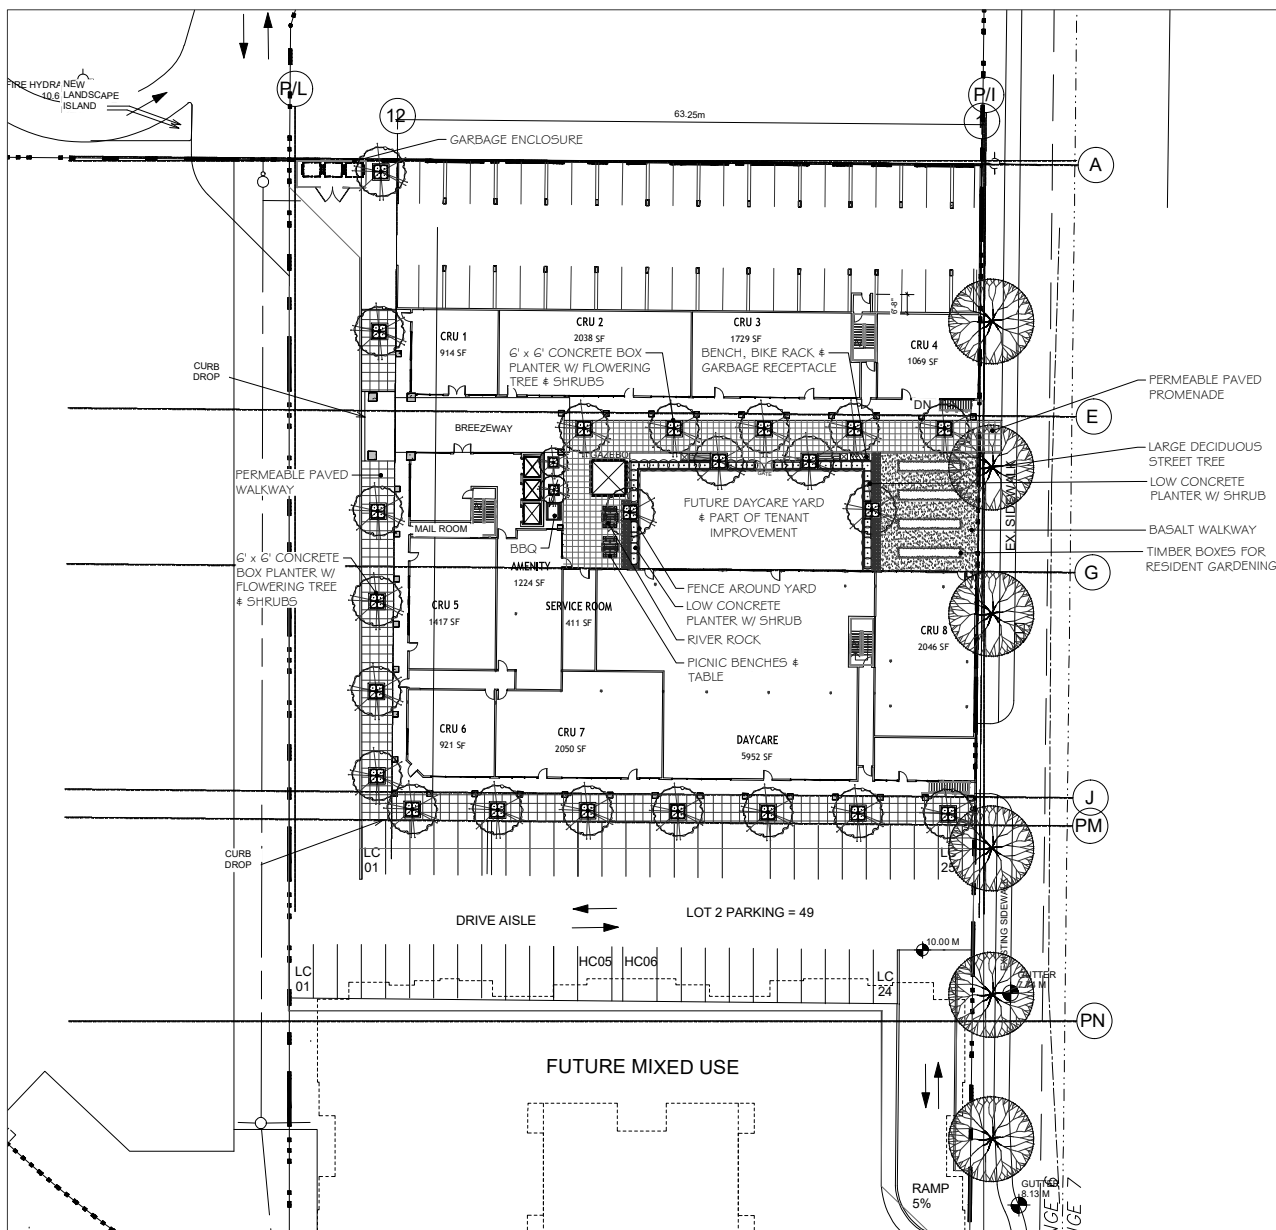 P/L
P/I
12
63.25m
FIRE HYDRA
10.6
NEW
LANDSCAPE
ISLAND
GARBAGE ENCLOSURE
A
6'-8"
CRU 1
914 SF
CRU 2
2038 SF
CRU 3
1729 SF
CRU 4
1069 SF
6' x 6' CONCRETE BOX
PLANTER W/ FLOWERING
TREE & SHRUBS
BENCH, BIKE RACK &
GARBAGE RECEPTACLE
CURB
DROP
PERMEABLE PAVED
PROMENADE
DN
E
BREEZEWAY
GAZEBO
GATE
LARGE DECIDUOUS
STREET TREE
LOW CONCRETE
PLANTER W/ SHRUB
PERMEABLE PAVED
WALKWAY
FUTURE DAYCARE YARD
& PART OF TENANT
IMPROVEMENT
EX. SIDEWALK
MAIL ROOM
BASALT WALKWAY
BBQ
AMENITY
1224 SF
TIMBER BOXES FOR
RESIDENT GARDENING
6' x 6' CONCRETE
BOX PLANTER W/
FLOWERING TREE
& SHRUBS
G
FENCE AROUND YARD
CRU 5
1417 SF
SERVICE ROOM
411 SF
LOW CONCRETE
PLANTER W/ SHRUB
RIVER ROCK
CRU 8
2046 SF
PICNIC BENCHES &
TABLE
CRU 6
921 SF
CRU 7
2050 SF
DAYCARE
5952 SF
J
PM
CURB
DROP
LC
01
LC
25
DRIVE AISLE
LOT 2 PARKING = 49
10.00 M
EXISTING SIDEWALK
LC
01
HC05
HC06
LC
24
GUTTER
PN
FUTURE MIXED USE
RAMP
5%
GUTTER
8.13 M